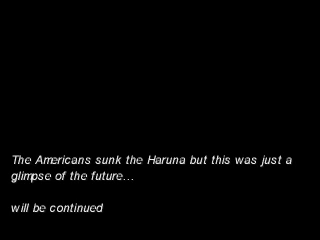 The Americans sunk the Haruna but this was just a
glimpse of the future...
will be continued